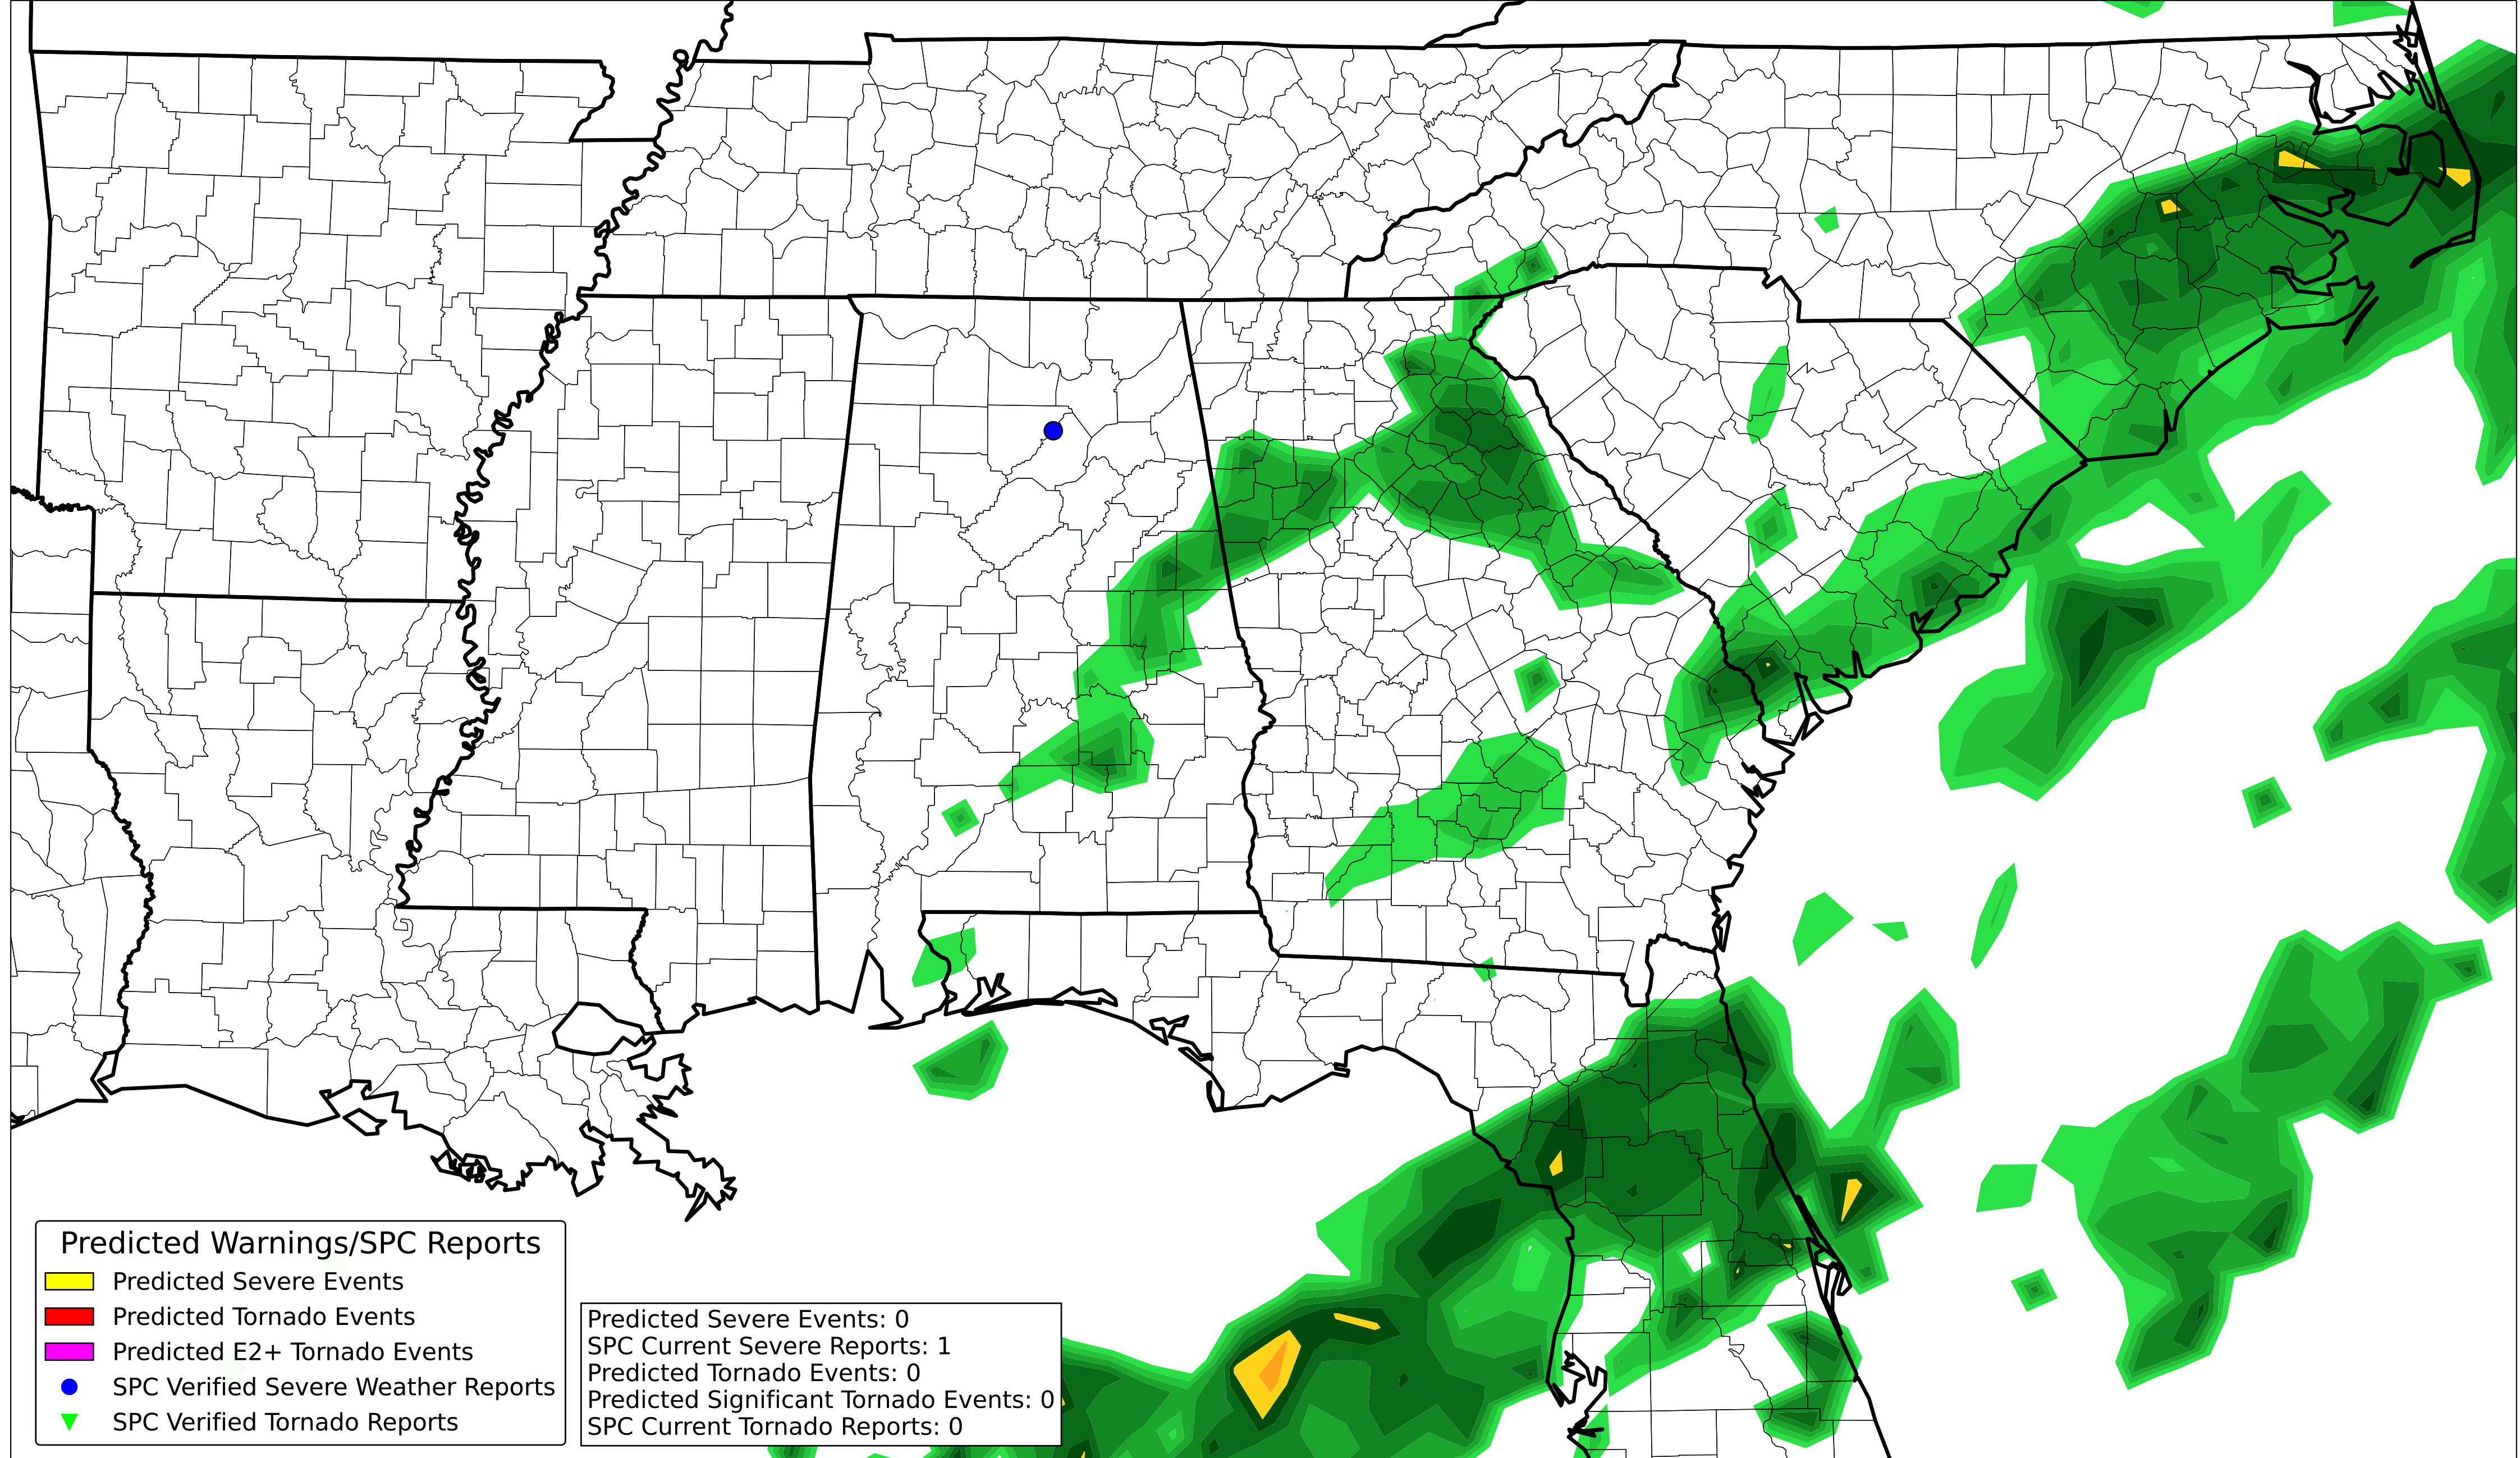 Predicted Warnings/SPC Reports
Predicted Severe Events
Predicted Tornado Events
Predicted E2+ Tornado Events
SPC Verified Severe Weather Reports
SPC Verified Tornado Reports
Predicted Severe Events: 0
SPC Current Severe Reports: 1
Predicted Tornado Events: 0
Predicted Significant Tornado Events: 0
SPC Current Tornado Reports: 0